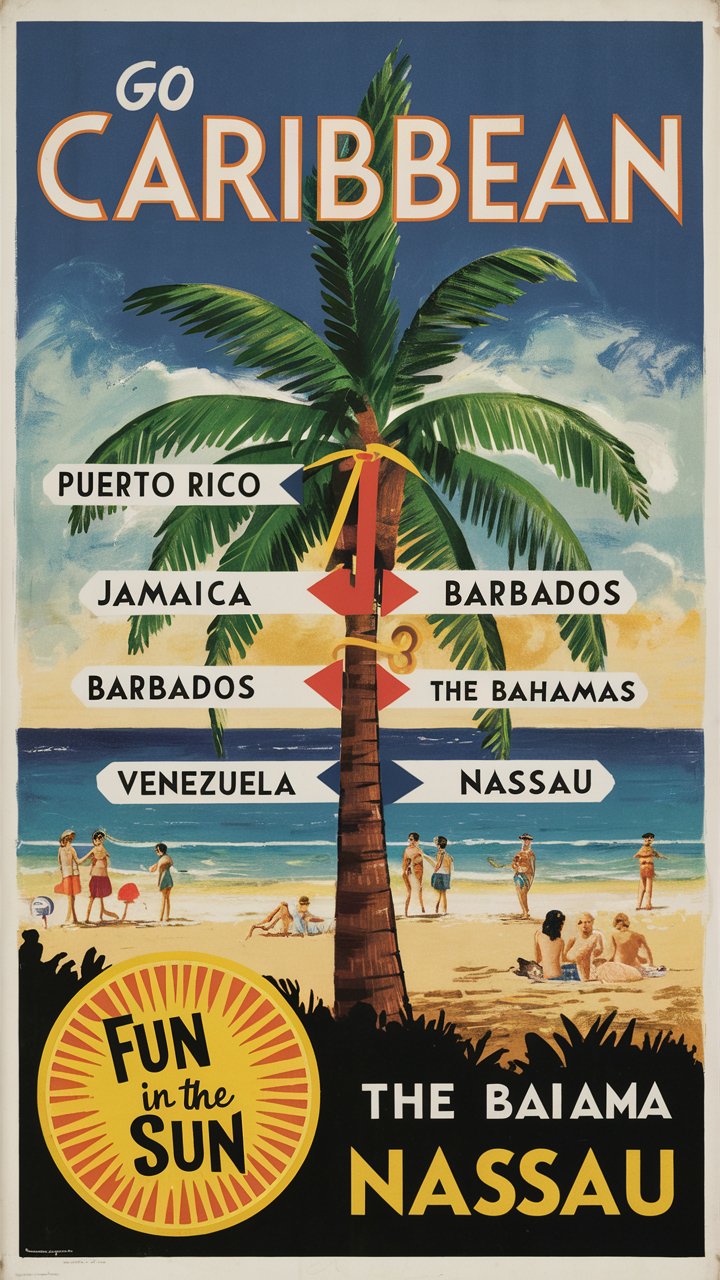 GO
CARIBBEAN
PUERTO RICO
JAMAICA
BARBADOS
BARBADOS
THE BAHAMAS
VENEZUELA
NASSAU
FUN
in the
SUN
THE BAIAMA
NASSAU